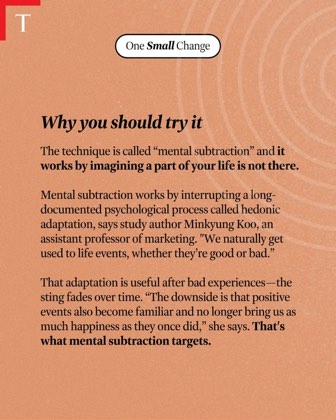 T
One Small Change
Why you should try it
The technique is called “mental subtraction” and it
works by imagining a part of your life is not there.
Mental subtraction works by interrupting a long-
documented psychological process called hedonic
adaptation, says study author Minkyung Koo, an
assistant professor of marketing. "We naturally get
used to life events, whether they're good or bad.”
That adaptation is useful after bad experiences—the
sting fades over time. “The downside is that positive
events also become familiar and no longer bring us as
much happiness as they once did,” she says. That's
what mental subtraction targets.